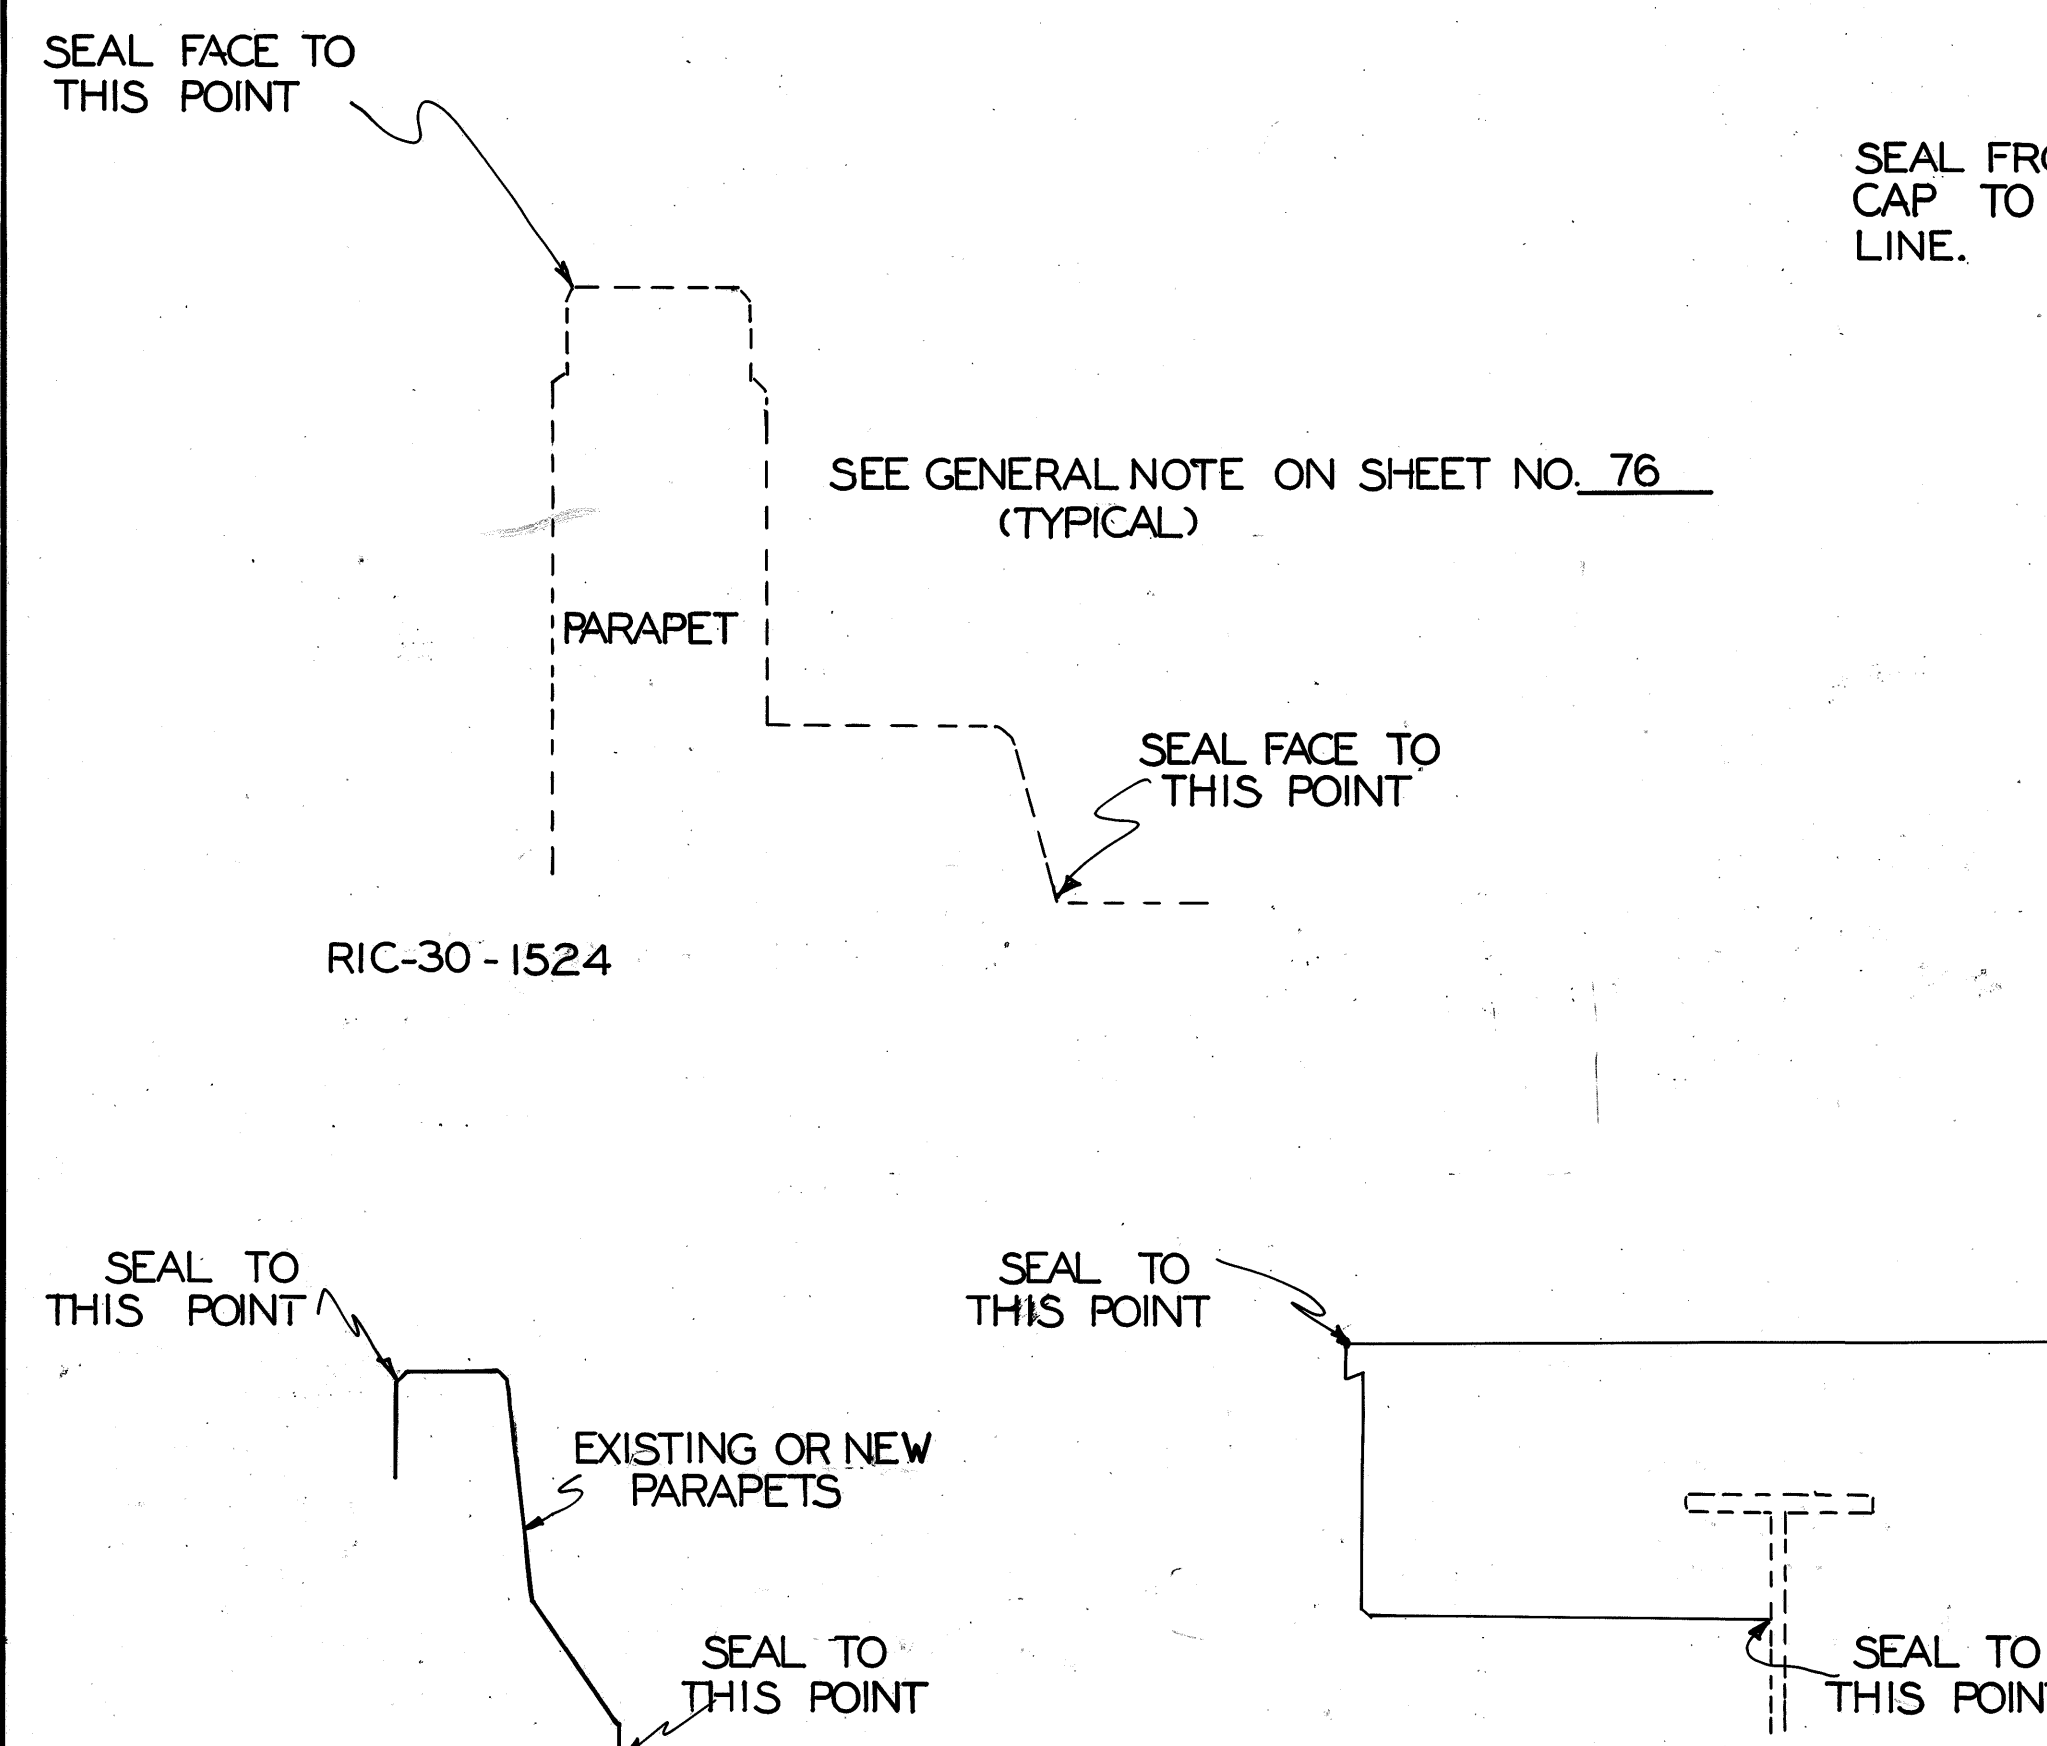 SEAL FACE TO
THIS POINT
SEAL
CAP TO
LINE.
SEE GENERAL NOTE ON SHEET NO. 76
(TYPICAL)
PARAPET
SEAL FACE TO
THIS POINT
RIC-30-1524
SEAL TO
THIS POINT
SEAL TO
THIS POINT
EXISTING OR NEW
PARAPETS
SEAL TO
THIS POINT
SEAL TO
THIS POINT